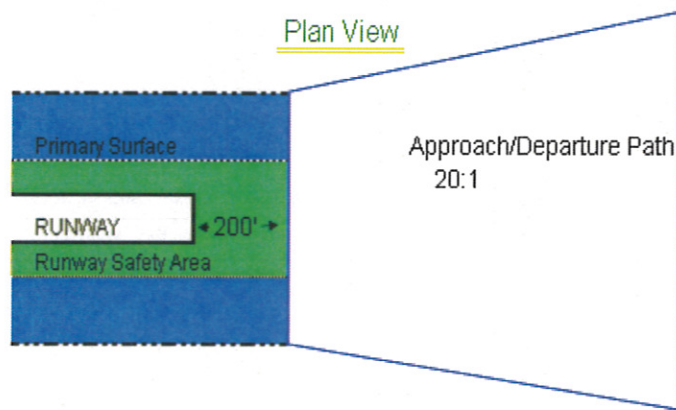 Plan View
Primary Surface
Approach/Departure Path
20:1
RUNWAY
200'
Runway Safety Area